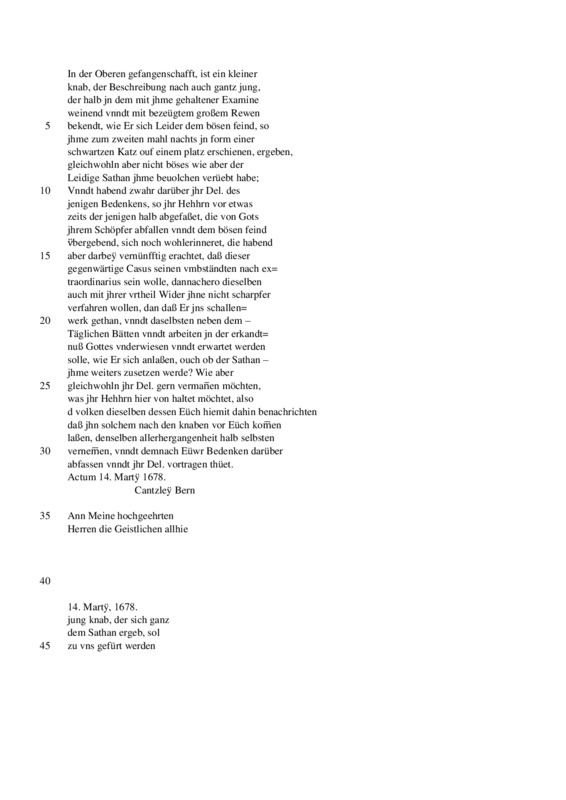 In der Oberen gefangenschafft, ist ein kleiner
knab, der Beschreibung nach auch gantz jung,
der halb jn dem mit jhme gehaltener Examine
weinend vnndt mit bezeügtem großem Rewen
5 bekendt, wie Er sich Leider dem bösen feind, so
jhme zum zweiten mahl nachts jn form einer
schwartzen Katz auf einem platz erschienen, ergeben,
gleichwohln aber nicht böses wie aber der
Leidige Sathan jhme beuolchen verüebt habe;
10 Vnndt habend zwahr darüber jhr Del. des
jenigen Bedenkens, so jhr Hehhrn vor etwas
zeits der jenigen halb abgefaßet, die von Gots
jhrem Schöpfer abfallen vnndt dem bösen feind
v̈bergebend, sich noch wohlerinneret, die habend
15 aber darbeÿ vernünfftig erachtet, daß dieser
gegenwärtige Casus seinen vmbständten nach ex=
traordinarius sein wolle, dannachero dieselben
auch mit jhrer vrtheil Wider jhne nicht scharpfer
verfahren wollen, dan daß Er jns schallen=
20 werk gethan, vnndt daselbsten neben dem –
Täglichen Bätten vnndt arbeiten jn der erkandt=
nuß Gottes vnderwiesen vnndt erwartet werden
solle, wie Er sich anlaßen, ouch ob der Sathan –
jhme weiters zusetzen werde? Wie aber
25 gleichwohln jhr Del. gern verman̄en möchten,
was jhr Hehhrn hier von haltet möchtet, also
d volken dieselben dessen Eüch hiemit dahin benachrichten
daß jhn solchem nach den knaben vor Eüch kom̄en
laßen, denselben allerhergangenheit halb selbsten
30 vernem̄en, vnndt demnach Eüwr Bedenken darüber
abfassen vnndt jhr Del. vortragen thüet.
Actum 14. Martÿ 1678.
Cantzleÿ Bern
35 Ann Meine hochgeehrten
Herren die Geistlichen allhie
40
14. Martÿ, 1678.
jung knab, der sich ganz
dem Sathan ergeb, sol
45 zu vns gefürt werden